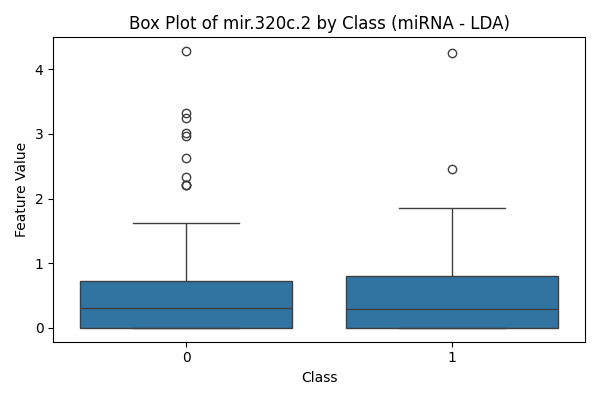 Box Plot of mir.320c.2 by Class (miRNA - LDA)
Feature Value
4
3
2
1
0
0 1
Class